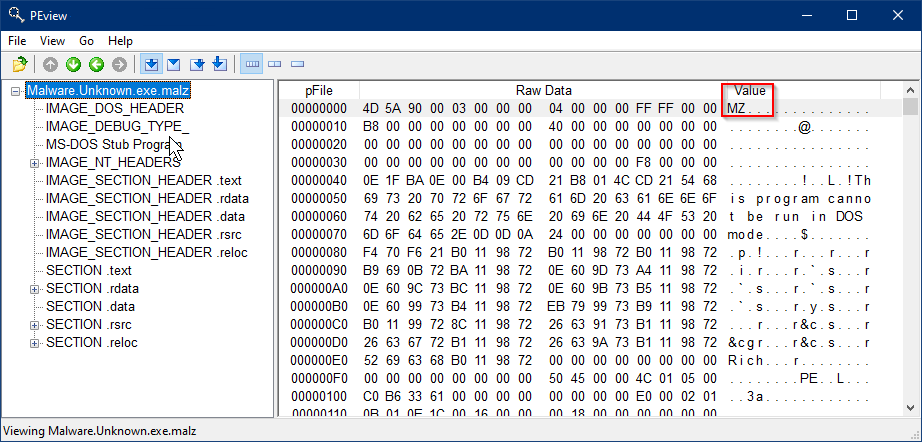 PEview
File View Go Help
Malware.Unknown.exe.malz
IMAGE_DOS_HEADER
IMAGE_DEBUG_TYPE_
MS-DOS Stub Program
IMAGE_NT_HEADERS
IMAGE_SECTION_HEADER .text
IMAGE_SECTION_HEADER .rdata
IMAGE_SECTION_HEADER .data
IMAGE_SECTION_HEADER .rsrc
IMAGE_SECTION_HEADER .reloc
SECTION .text
SECTION .rdata
SECTION .data
SECTION .rsrc
SECTION .reloc
pFile Raw Data Value
00000000 4D 5A 90 00 03 00 00 00 04 00 00 00 FF FF 00 00 MZ..............
00000010 B8 00 00 00 00 00 00 00 40 00 00 00 00 00 00 00 ........@.......
00000020 00 00 00 00 00 00 00 00 00 00 00 00 00 00 00 00 ................
00000030 00 00 00 00 00 00 00 00 00 00 00 00 F8 00 00 00 ................
00000040 0E 1F BA 0E 00 B4 09 CD 21 B8 01 4C CD 21 54 68 ........!..L.!Th
00000050 69 73 20 70 72 6F 67 72 61 6D 20 63 61 6E 6E 6F is program canno
00000060 74 20 62 65 20 72 75 6E 20 69 6E 20 44 4F 53 20 t be run in DOS
00000070 6D 6F 64 65 2E 0D 0D 0A 24 00 00 00 00 00 00 00 mode....$.......
00000080 F4 70 F6 21 B0 11 98 72 B0 11 98 72 B0 11 98 72 .p.!...r...r...r
00000090 B9 69 0B 72 BA 11 98 72 0E 60 9D 73 A4 11 98 72 .i.r...r.`.s...r
000000A0 0E 60 9C 73 BC 11 98 72 0E 60 9B 73 B5 11 98 72 .`.s...r.`.s...r
000000B0 0E 60 99 73 B4 11 98 72 EB 79 99 73 B9 11 98 72 .`.s...r.y.s...r
000000C0 B0 11 99 72 8C 11 98 72 26 63 91 73 B1 11 98 72 ...r...r&c.s...r
000000D0 26 63 67 72 B1 11 98 72 26 63 9A 73 B1 11 98 72 &cgr...r&c.s...r
000000E0 52 69 63 68 B0 11 98 72 00 00 00 00 00 00 00 00 Rich...r........
000000F0 00 00 00 00 00 00 00 00 50 45 00 00 4C 01 05 00 ........PE..L...
00000100 C0 B6 33 61 00 00 00 00 00 00 00 00 E0 00 02 01 ..3a............
00000110 0B 01 0E 1C 00 16 00 00 00 18 00 00 00 00 00 00
Viewing Malware.Unknown.exe.malz